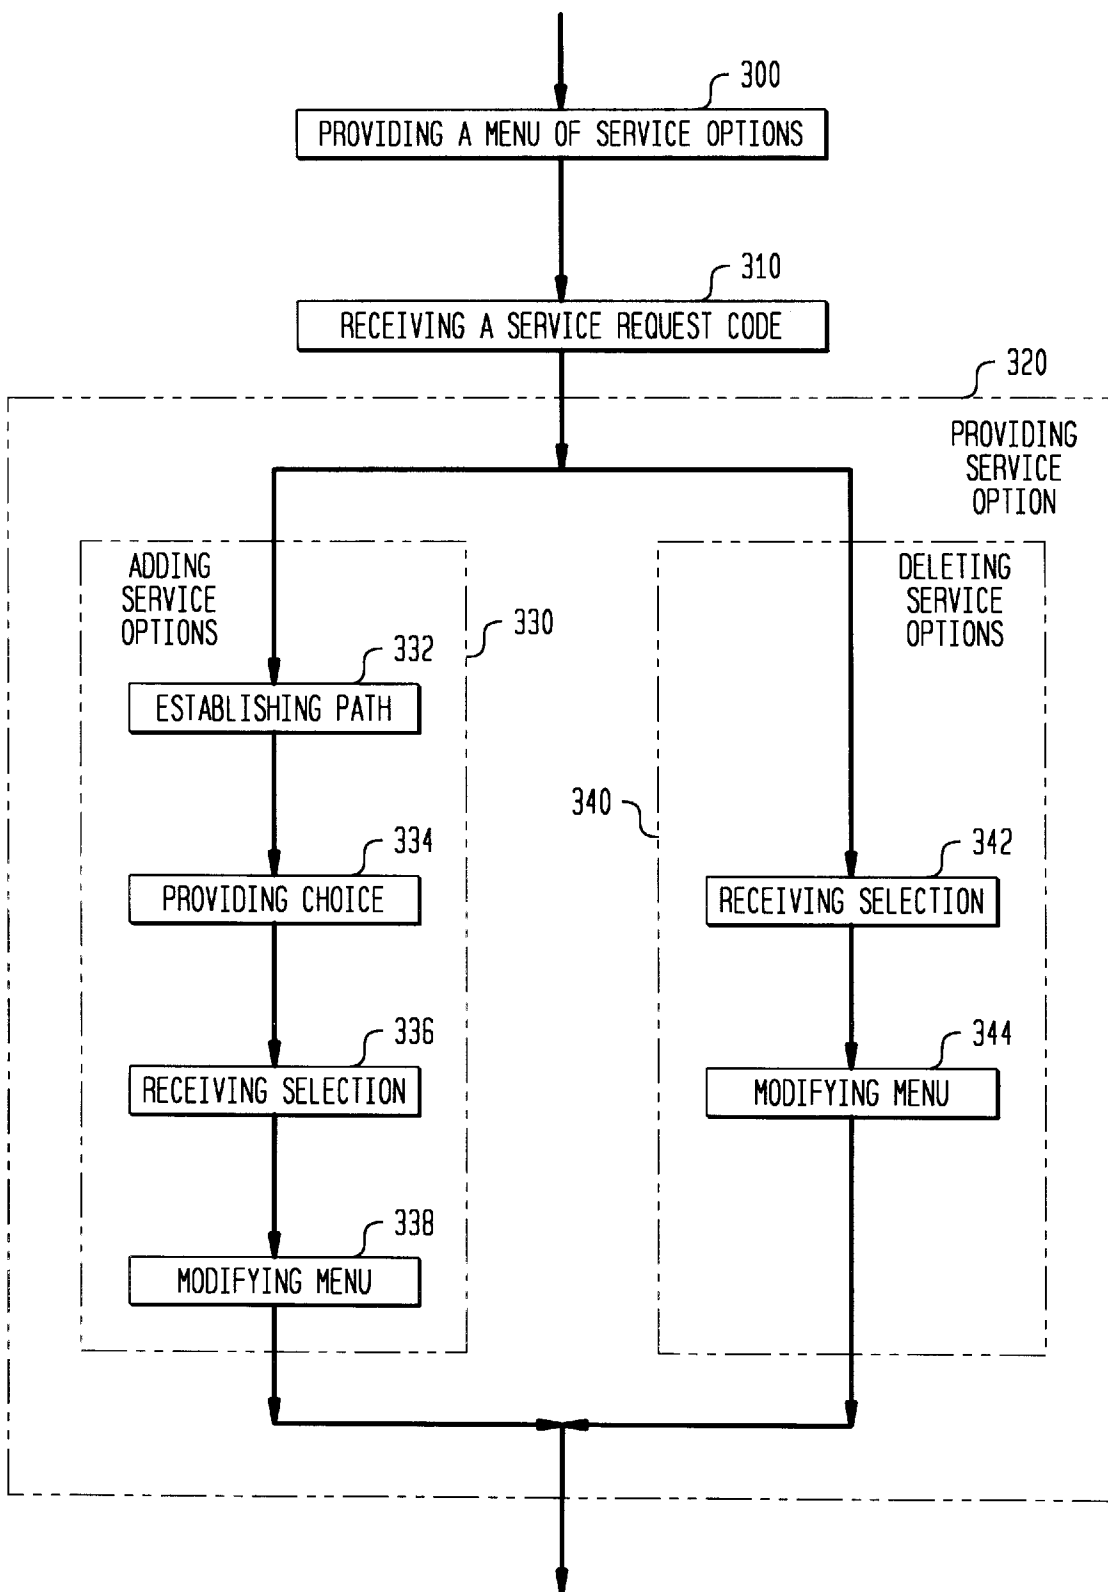 300
PROVIDING A MENU OF SERVICE OPTIONS
310
RECEIVING A SERVICE REQUEST CODE
320
PROVIDING
SERVICE
OPTION
ADDING
SERVICE
OPTIONS
330
332
ESTABLISHING PATH
334
PROVIDING CHOICE
336
RECEIVING SELECTION
338
MODIFYING MENU
DELETING
SERVICE
OPTIONS
340
342
RECEIVING SELECTION
344
MODIFYING MENU